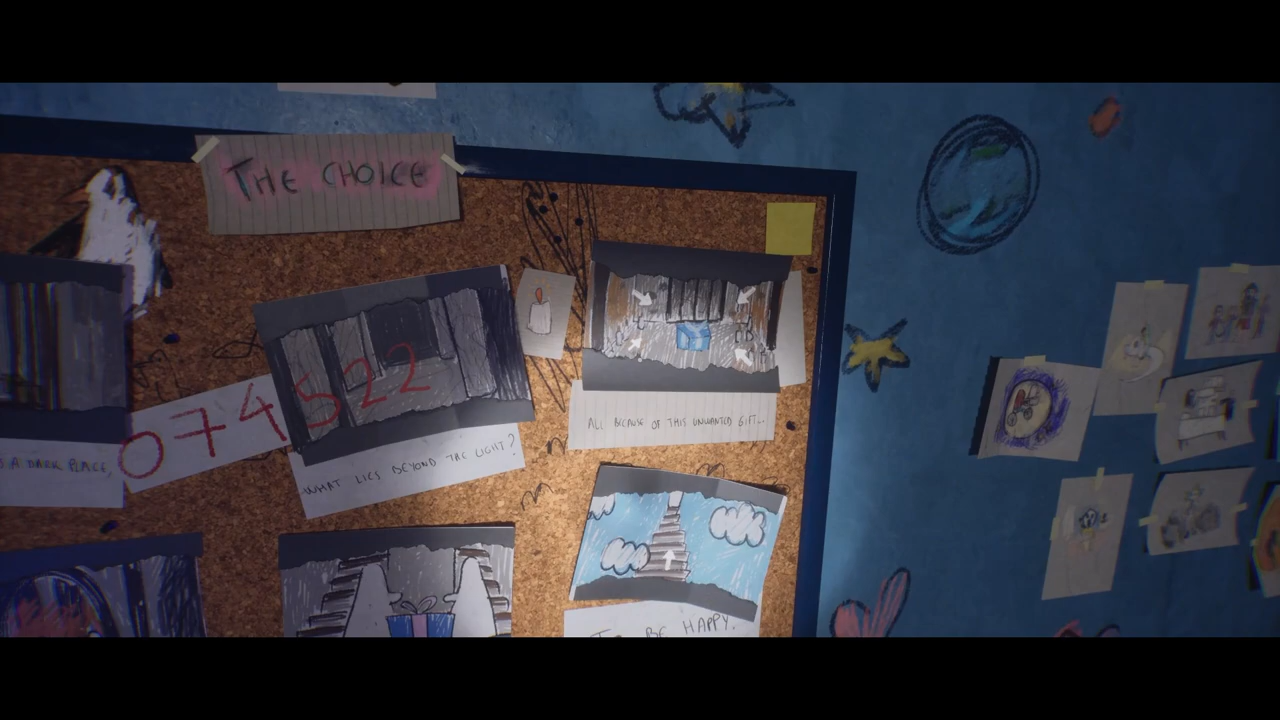 THE CHOICE
S A DARK PLACE,
074522
WHAT LIES BEYOND THE LIGHT?
ALL BECAUSE OF THIS UNWANTED GIFT...
TO BE HAPPY.